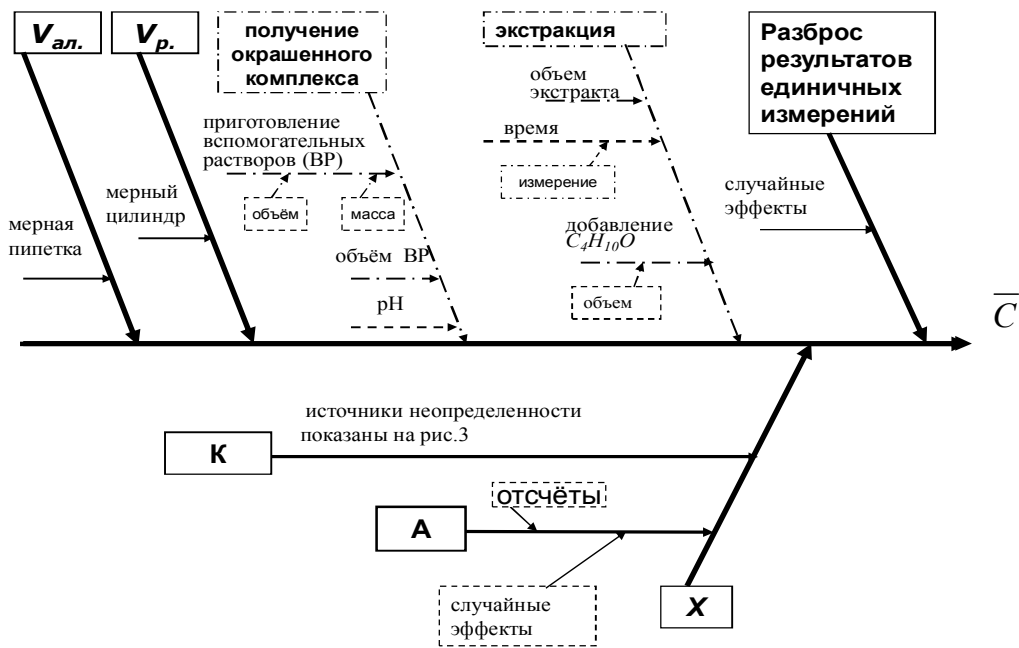 V ал.
V р.
получение
окрашенного
комплекса
экстракция
Разброс
результатов
единичных
измерений
объем
экстракта
время
измерение
приготовление
вспомогательных
растворов (ВР)
объём
масса
мерный
цилиндр
мерная
пипетка
случайные
эффекты
добавление
C4H10O
объем
объём ВР
pH
C
источники неопределенности
показаны на рис.3
К
отсчёты
А
случайные
эффекты
X